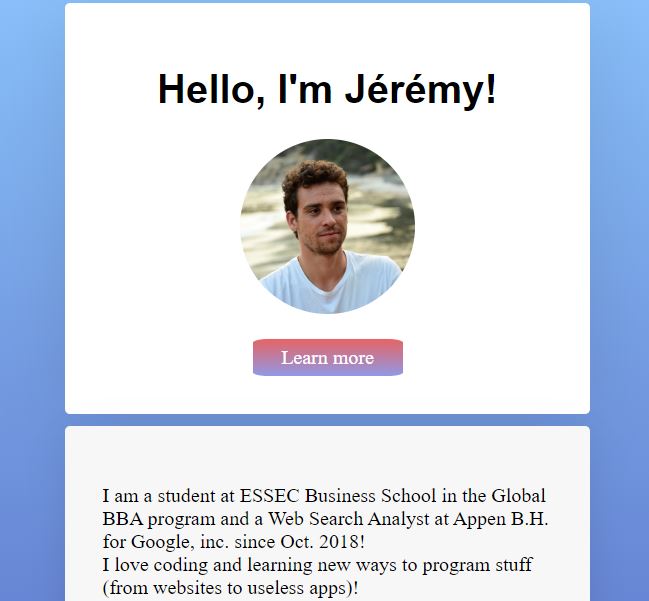 Hello, I'm Jérémy!
Learn more
I am a student at ESSEC Business School in the Global
BBA program and a Web Search Analyst at Appen B.H.
for Google, inc. since Oct. 2018!
I love coding and learning new ways to program stuff
(from websites to useless apps)!